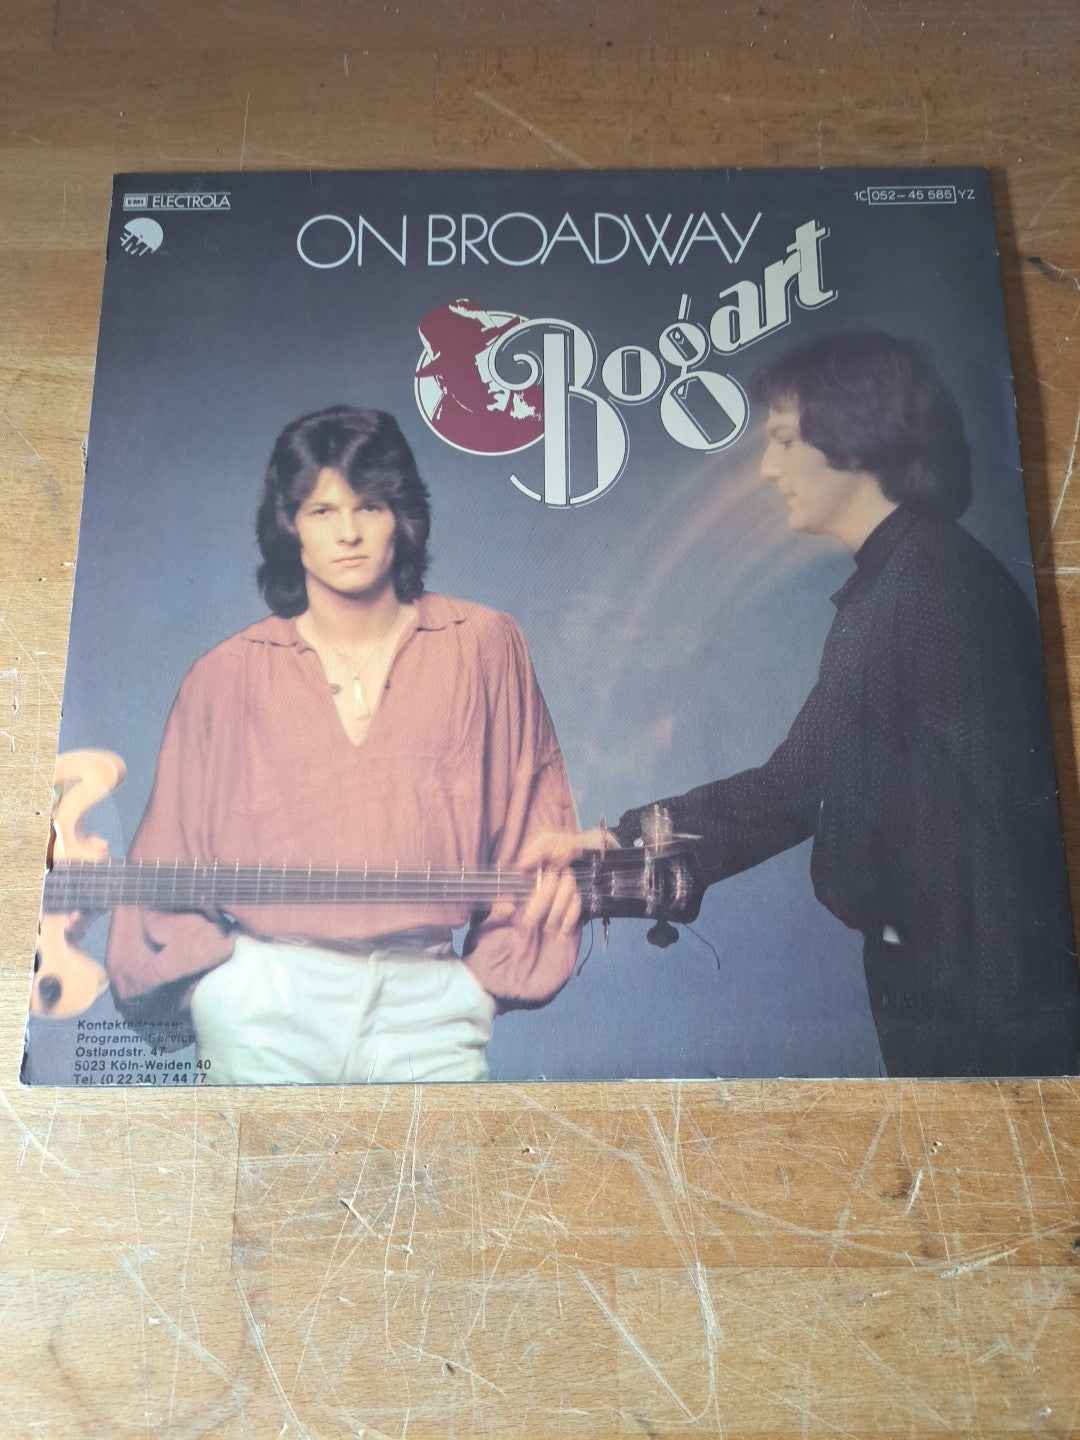 EMI ELECTROLA
1C 052-45 585 YZ
EMI
ON BROADWAY
Bogart
Kontaktadresse:
Programm-Service
Ostlandstr. 47
5023 Köln-Weiden 40
Tel. (0 22 34) 7 44 77